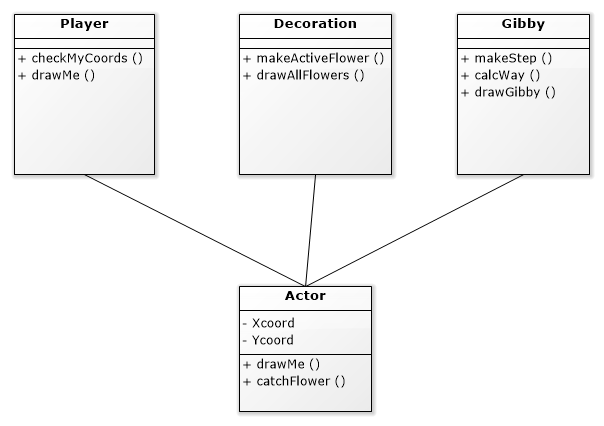 Player
+ checkMyCoords ()
+ drawMe ()
Decoration
+ makeActiveFlower ()
+ drawAllFlowers ()
Gibby
+ makeStep ()
+ calcWay ()
+ drawGibby ()
Actor
- Xcoord
- Ycoord
+ drawMe ()
+ catchFlower ()